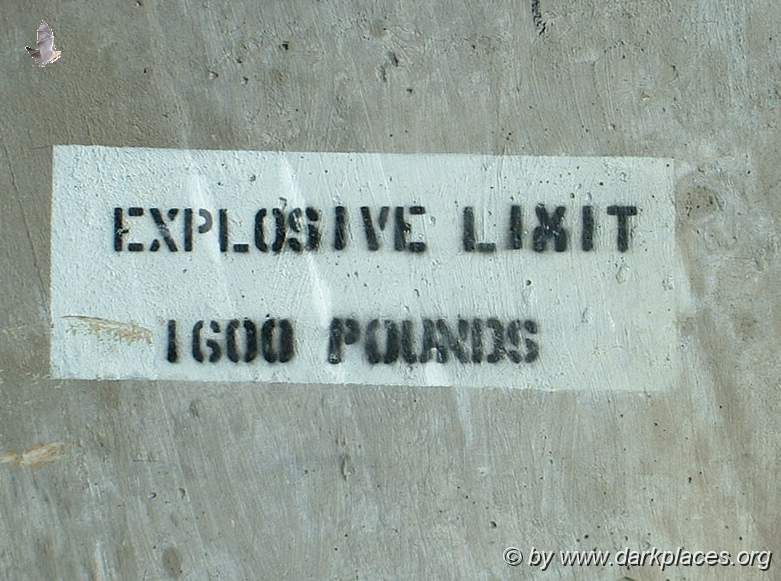 EXPLOSIVE LIMIT
1600 POUNDS
© by www.darkplaces.org